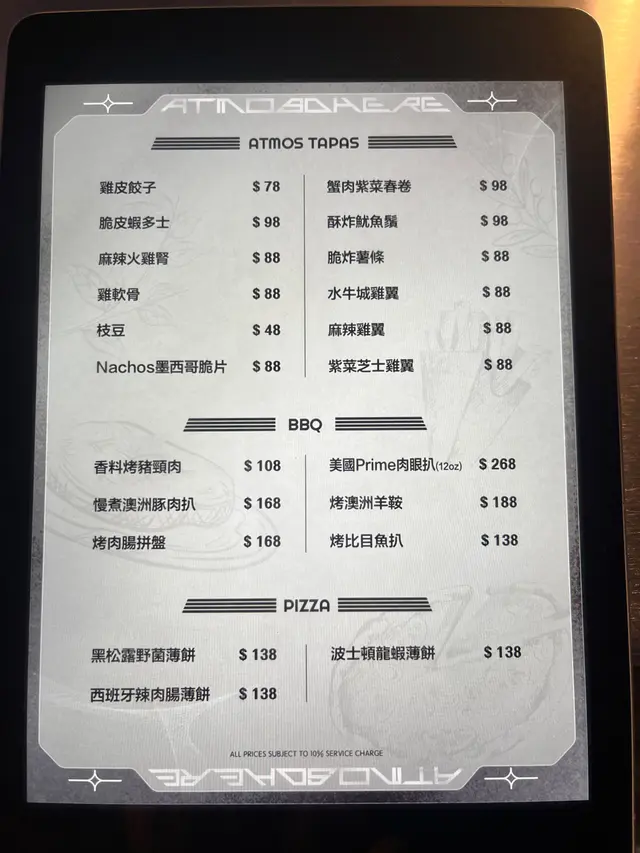 ATMOSPHERE
ATMOS TAPAS
雞皮餃子 $ 78
蟹肉紫菜春卷 $ 98
脆皮蝦多士 $ 98
酥炸魷魚鬚 $ 98
麻辣火雞腎 $ 88
脆炸薯條 $ 88
雞軟骨 $ 88
水牛城雞翼 $ 88
枝豆 $ 48
麻辣雞翼 $ 88
Nachos墨西哥脆片 $ 88
紫菜芝士雞翼 $ 88
BBQ
香料烤豬頸肉 $ 108
美國Prime肉眼扒(12oz) $ 268
慢煮澳洲豚肉扒 $ 168
烤澳洲羊鞍 $ 188
烤肉腸拼盤 $ 168
烤比目魚扒 $ 138
PIZZA
黑松露野菌薄餅 $ 138
波士頓龍蝦薄餅 $ 138
西班牙辣肉腸薄餅 $ 138
ALL PRICES SUBJECT TO 10% SERVICE CHARGE
ATMOSPHERE